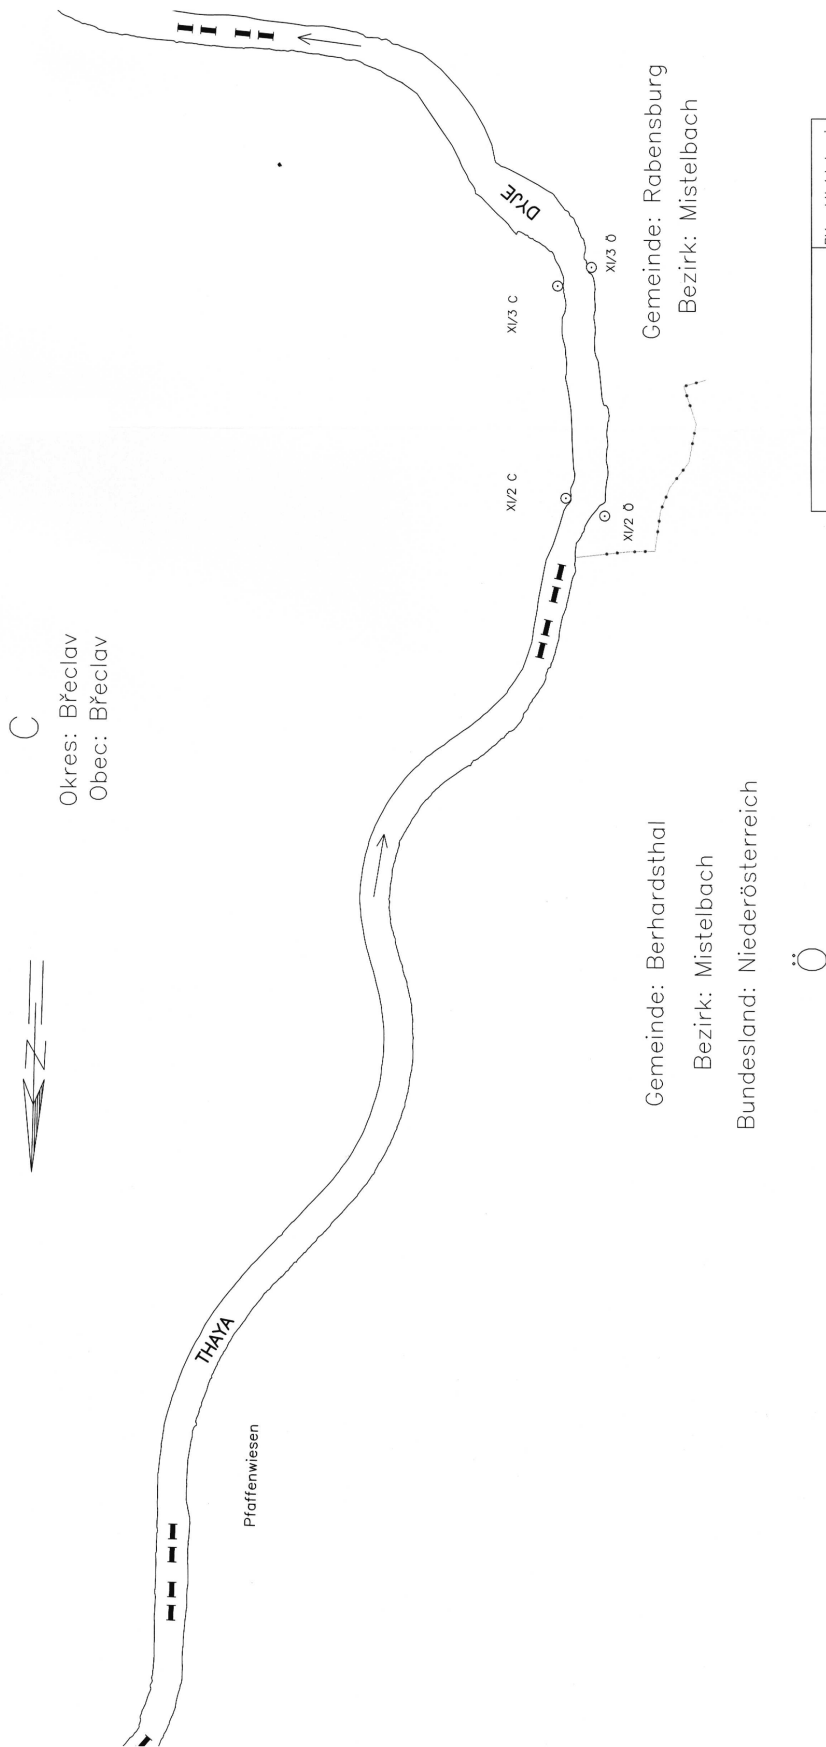 C
Okres: Břeclav
Obec: Břeclav
N
THAYA
Pfaffenwiesen
DYJE
XI/2 C
XI/3 C
XI/2 Ö
XI/3 Ö
Gemeinde: Berhardsthal
Bezirk: Mistelbach
Bundesland: Niederösterreich
Gemeinde: Rabensburg
Bezirk: Mistelbach
Ö